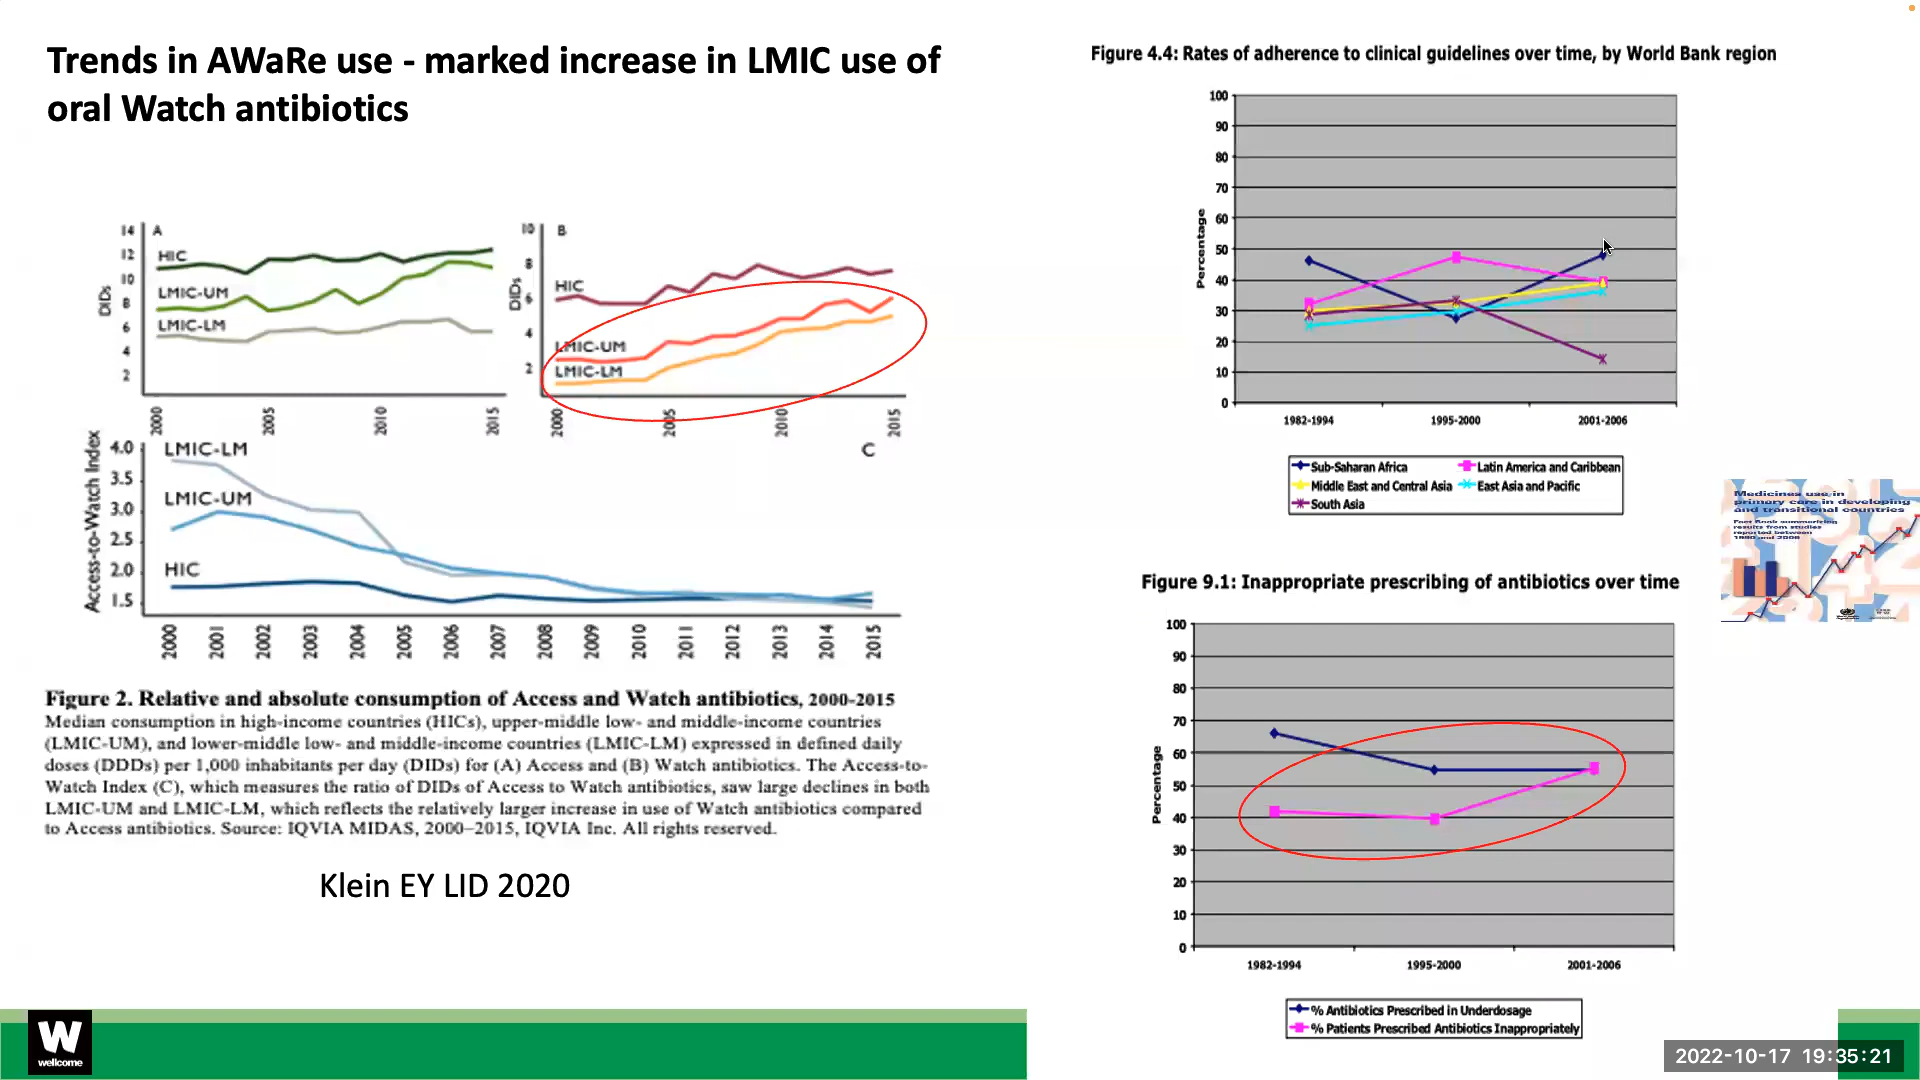 Trends in AWaRe use - marked increase in LMIC use of
oral Watch antibiotics
14
12
10
8
6
4
2
DIDs
A
HIC
LMIC-UM
LMIC-LM
2000
2005
2010
2015
10
8
6
4
2
DIDs
B
HIC
LMIC-UM
LMIC-LM
2000
2005
2010
2015
Access-to-Watch Index
4.0
3.5
3.0
2.5
2.0
1.5
LMIC-LM
LMIC-UM
HIC
C
2000 2001 2002 2003 2004 2005 2006 2007 2008 2009 2010 2011 2012 2013 2014 2015
Figure 2. Relative and absolute consumption of Access and Watch antibiotics, 2000-2015
Median consumption in high-income countries (HICs), upper-middle low- and middle-income countries
(LMIC-UM), and lower-middle low- and middle-income countries (LMIC-LM) expressed in defined daily
doses (DDDs) per 1,000 inhabitants per day (DIDs) for (A) Access and (B) Watch antibiotics. The Access-to-
Watch Index (C), which measures the ratio of DIDs of Access to Watch antibiotics, saw large declines in both
LMIC-UM and LMIC-LM, which reflects the relatively larger increase in use of Watch antibiotics compared
to Access antibiotics. Source: IQVIA MIDAS, 2000–2015, IQVIA Inc. All rights reserved.
Klein EY LID 2020
W
wellcome
Figure 4.4: Rates of adherence to clinical guidelines over time, by World Bank region
Percentage
100
90
80
70
60
50
40
30
20
10
0
1982-1994 1995-2000 2001-2006
Sub-Saharan Africa Latin America and Caribbean
Middle East and Central Asia East Asia and Pacific
South Asia
Medicines use in
primary care in developing
and transitional countries
Fact Book summarizing
results from studies
reported between
Figure 9.1: Inappropriate prescribing of antibiotics over time
Percentage
100
90
80
70
60
50
40
30
20
10
0
1982-1994 1995-2000 2001-2006
% Antibiotics Prescribed in Underdosage
% Patients Prescribed Antibiotics Inappropriately
2022-10-17 19:35:21